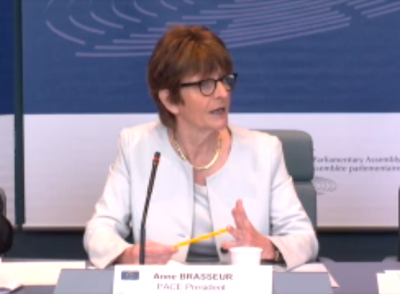 Parliamentary Assembly
Assemblée parlementaire
Anne BRASSEUR
PACE President